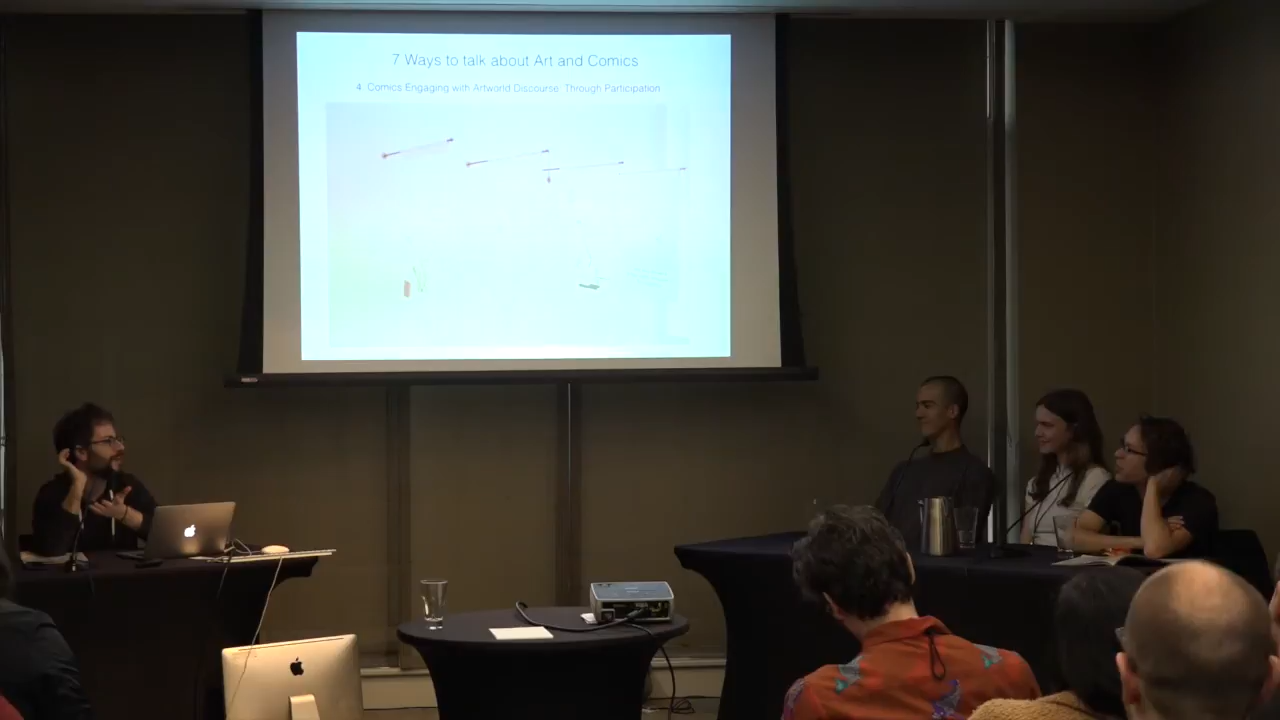 7 Ways to talk about Art and Comics
4. Comics Engaging with Artworld Discourse: Through Participation